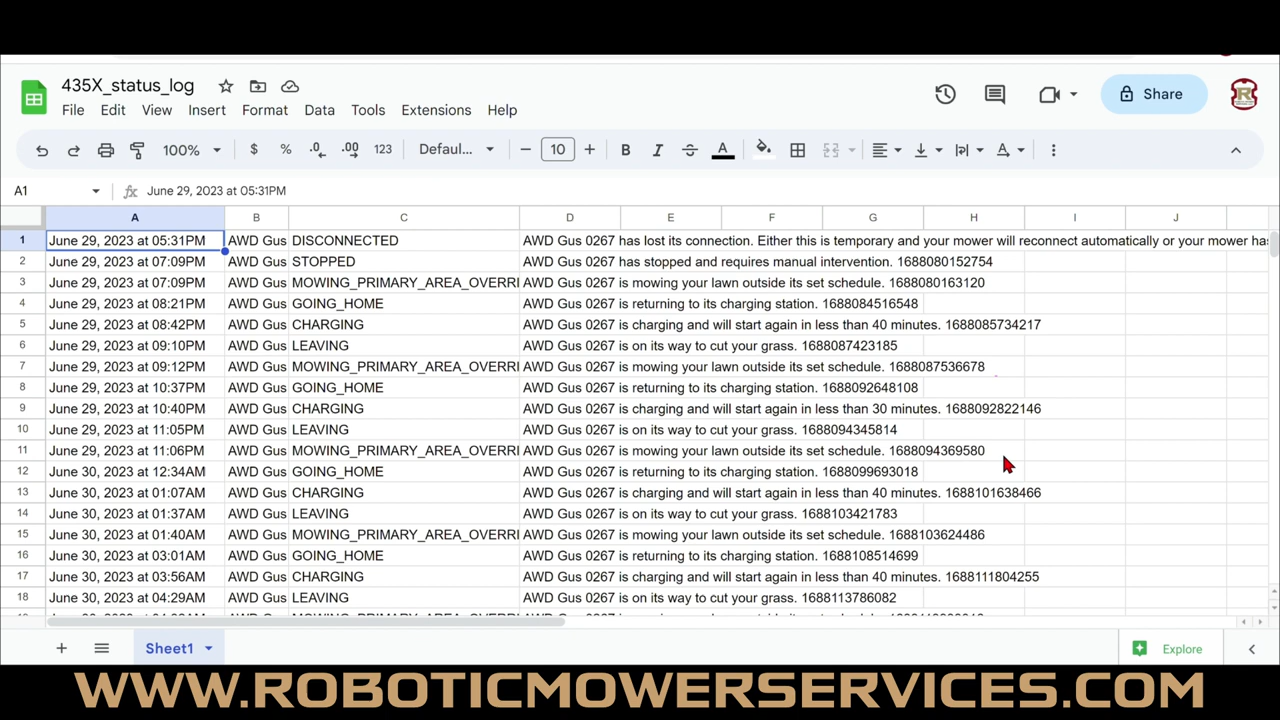 435X_status_log
File Edit View Insert Format Data Tools Extensions Help
Share
100% $ % .0 .00 123 Defaul... 10 B I A
A1 fx June 29, 2023 at 05:31PM
A B C D E F G H I J
1 June 29, 2023 at 05:31PM AWD Gus DISCONNECTED AWD Gus 0267 has lost its connection. Either this is temporary and your mower will reconnect automatically or your mower has
2 June 29, 2023 at 07:09PM AWD Gus STOPPED AWD Gus 0267 has stopped and requires manual intervention. 1688080152754
3 June 29, 2023 at 07:09PM AWD Gus MOWING_PRIMARY_AREA_OVERRI AWD Gus 0267 is mowing your lawn outside its set schedule. 1688080163120
4 June 29, 2023 at 08:21PM AWD Gus GOING_HOME AWD Gus 0267 is returning to its charging station. 1688084516548
5 June 29, 2023 at 08:42PM AWD Gus CHARGING AWD Gus 0267 is charging and will start again in less than 40 minutes. 1688085734217
6 June 29, 2023 at 09:10PM AWD Gus LEAVING AWD Gus 0267 is on its way to cut your grass. 1688087423185
7 June 29, 2023 at 09:12PM AWD Gus MOWING_PRIMARY_AREA_OVERRI AWD Gus 0267 is mowing your lawn outside its set schedule. 1688087536678
8 June 29, 2023 at 10:37PM AWD Gus GOING_HOME AWD Gus 0267 is returning to its charging station. 1688092648108
9 June 29, 2023 at 10:40PM AWD Gus CHARGING AWD Gus 0267 is charging and will start again in less than 30 minutes. 1688092822146
10 June 29, 2023 at 11:05PM AWD Gus LEAVING AWD Gus 0267 is on its way to cut your grass. 1688094345814
11 June 29, 2023 at 11:06PM AWD Gus MOWING_PRIMARY_AREA_OVERRI AWD Gus 0267 is mowing your lawn outside its set schedule. 1688094369580
12 June 30, 2023 at 12:34AM AWD Gus GOING_HOME AWD Gus 0267 is returning to its charging station. 1688099693018
13 June 30, 2023 at 01:07AM AWD Gus CHARGING AWD Gus 0267 is charging and will start again in less than 40 minutes. 1688101638466
14 June 30, 2023 at 01:37AM AWD Gus LEAVING AWD Gus 0267 is on its way to cut your grass. 1688103421783
15 June 30, 2023 at 01:40AM AWD Gus MOWING_PRIMARY_AREA_OVERRI AWD Gus 0267 is mowing your lawn outside its set schedule. 1688103624486
16 June 30, 2023 at 03:01AM AWD Gus GOING_HOME AWD Gus 0267 is returning to its charging station. 1688108514699
17 June 30, 2023 at 03:56AM AWD Gus CHARGING AWD Gus 0267 is charging and will start again in less than 40 minutes. 1688111804255
18 June 30, 2023 at 04:29AM AWD Gus LEAVING AWD Gus 0267 is on its way to cut your grass. 1688113786082
Sheet1 Explore
WWW.ROBOTICMOWERSERVICES.COM